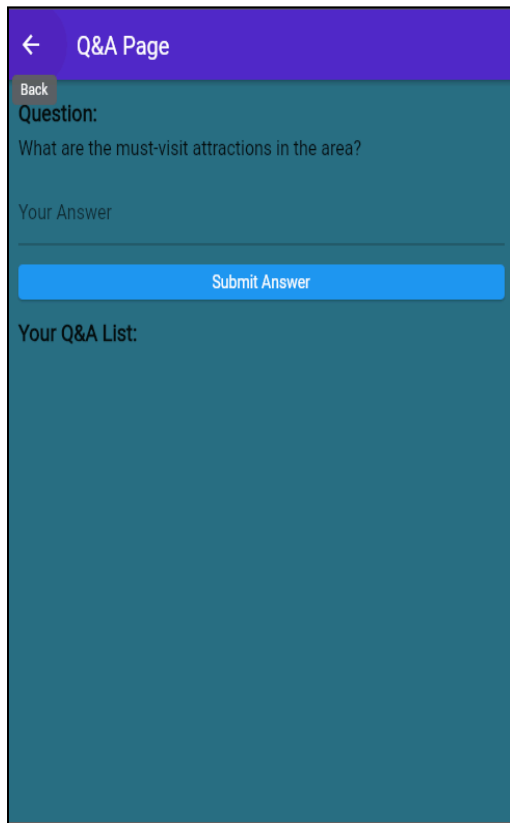 Q&A Page
Back
Question:
What are the must-visit attractions in the area?
Your Answer
Submit Answer
Your Q&A List: